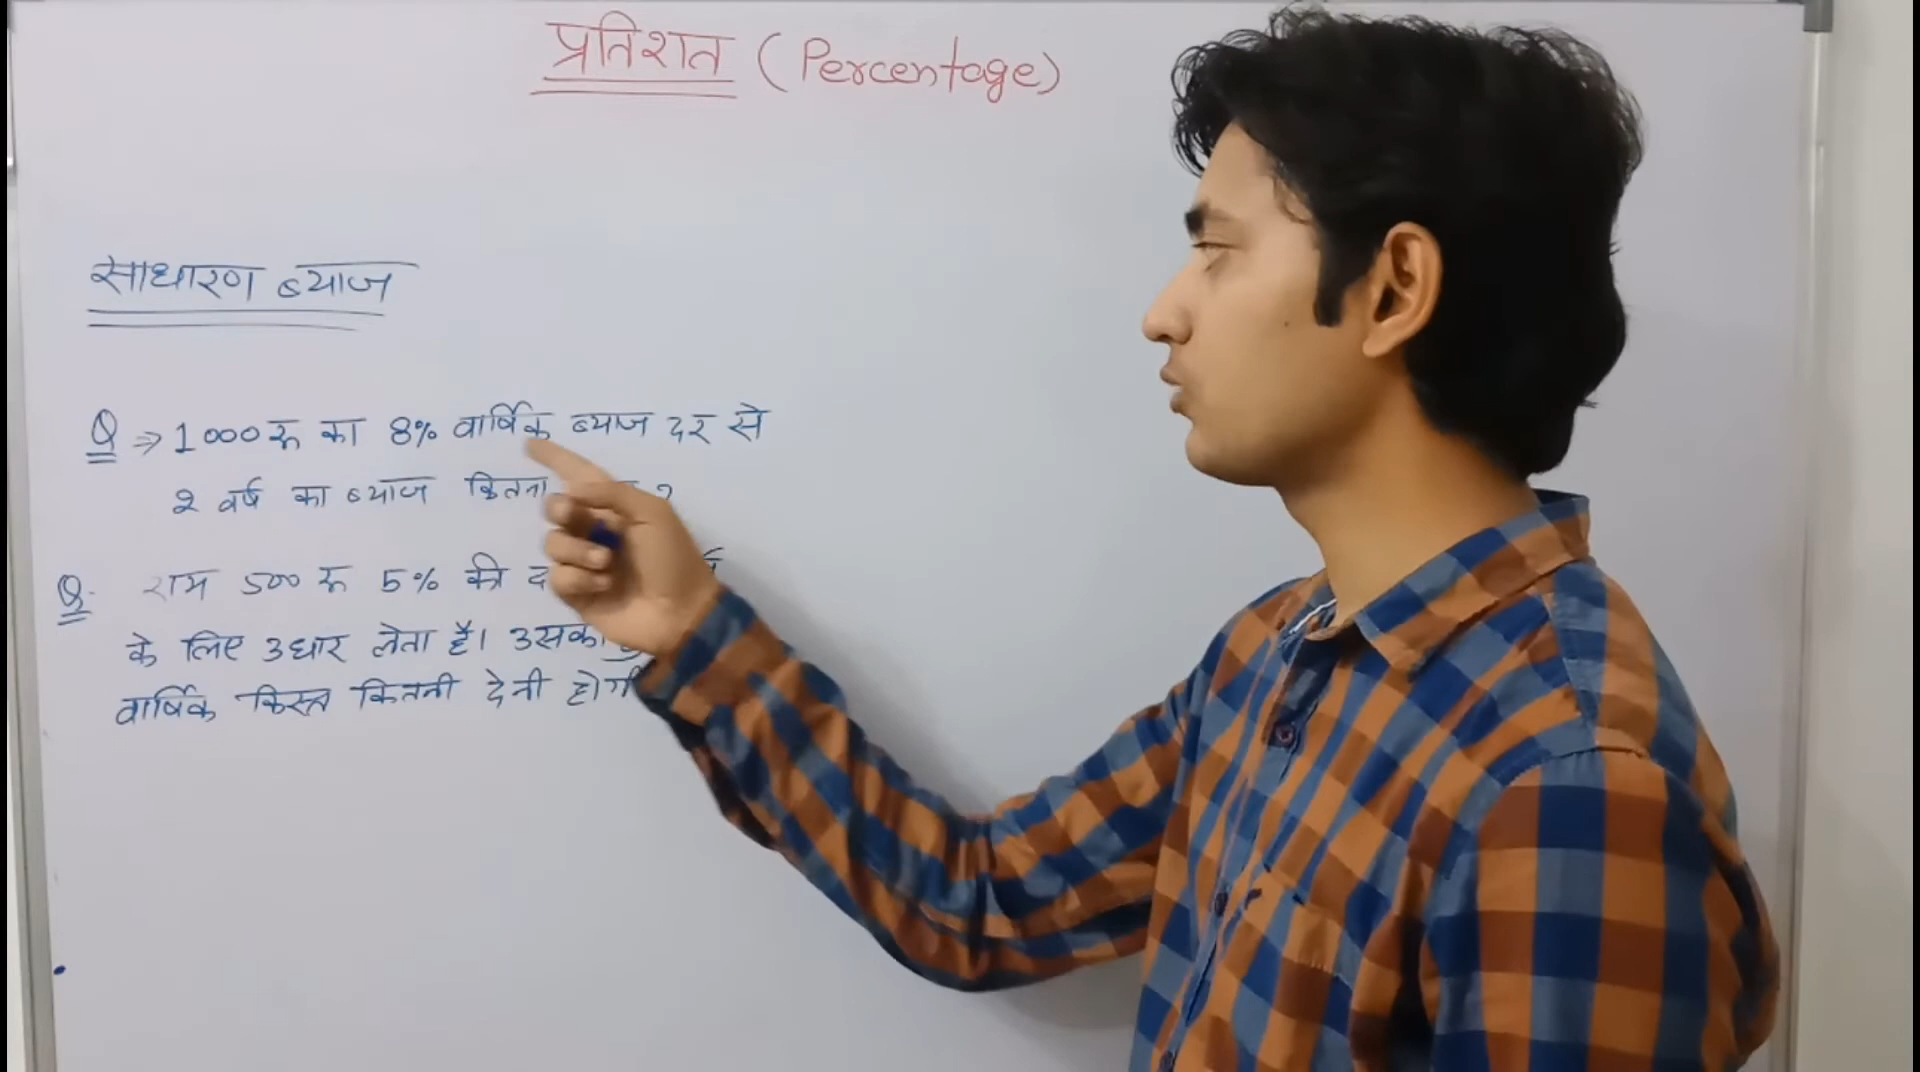 प्रतिशत (Percentage)
साधारण ब्याज
Q ⇒ 1000 रू का 8% वार्षिक ब्याज दर से
2 वर्ष का ब्याज कितना ?
Q. राम 500 रू 5% की
के लिए उधार लेता है। उसका
वार्षिक किस्त कितनी देनी होगी